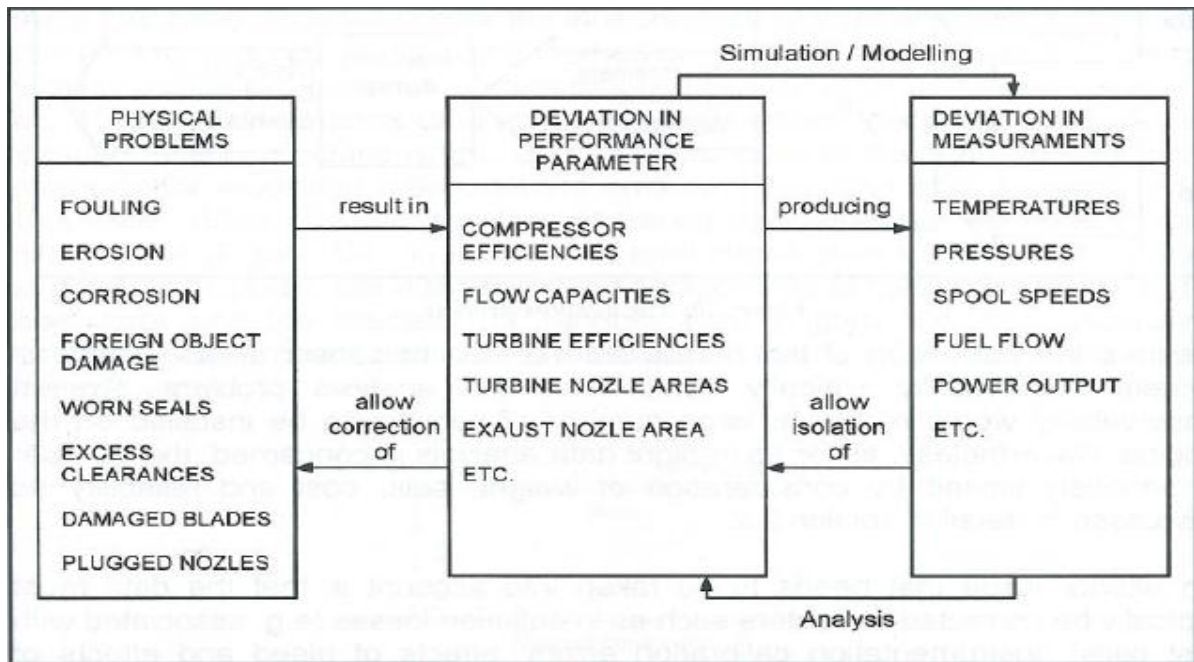 Simulation / Modelling
PHYSICAL
PROBLEMS
FOULING
EROSION
CORROSION
FOREIGN OBJECT
DAMAGE
WORN SEALS
EXCESS
CLEARANCES
DAMAGED BLADES
PLUGGED NOZLES
result in
allow
correction
of
DEVIATION IN
PERFORMANCE
PARAMETER
COMPRESSOR
EFFICIENCIES
FLOW CAPACITIES
TURBINE EFFICIENCIES
TURBINE NOZLE AREAS
EXAUST NOZLE AREA
ETC.
producing
allow
isolation
of
DEVIATION IN
MEASURAMENTS
TEMPERATURES
PRESSURES
SPOOL SPEEDS
FUEL FLOW
POWER OUTPUT
ETC.
Analysis